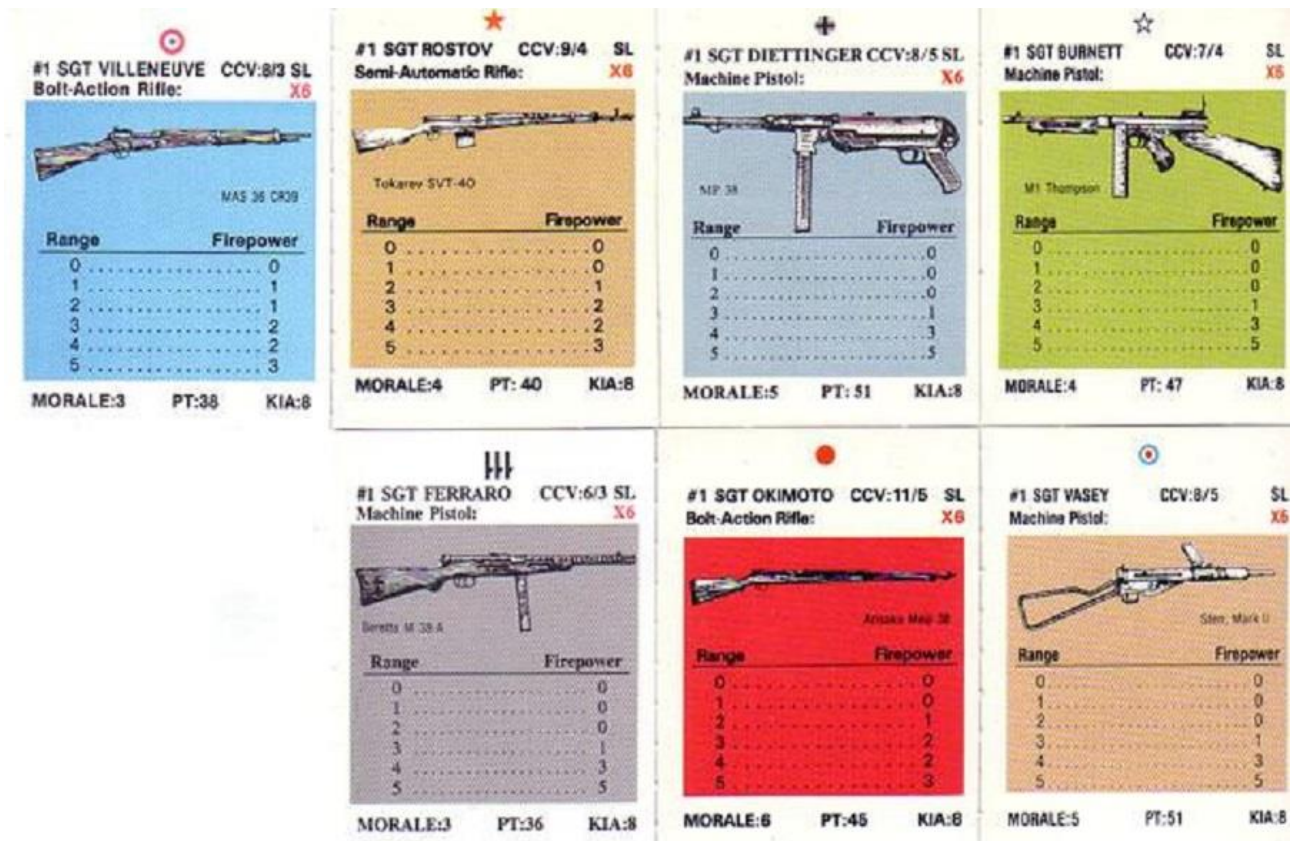 #1 SGT VILLENEUVE CCV:8/3 SL
Bolt-Action Rifle: X6
MAS 36 CR39
Range Firepower
0 . . . . . . . . . . . . . . . . 0
1 . . . . . . . . . . . . . . . . 1
2 . . . . . . . . . . . . . . . . 1
3 . . . . . . . . . . . . . . . . 2
4 . . . . . . . . . . . . . . . . 2
5 . . . . . . . . . . . . . . . . 3
MORALE:3 PT:38 KIA:8
#1 SGT ROSTOV CCV:9/4 SL
Semi-Automatic Rifle: X6
Tokarev SVT-40
Range Firepower
0 . . . . . . . . . . . . . . . . 0
1 . . . . . . . . . . . . . . . . 0
2 . . . . . . . . . . . . . . . . 1
3 . . . . . . . . . . . . . . . . 2
4 . . . . . . . . . . . . . . . . 2
5 . . . . . . . . . . . . . . . . 3
MORALE:4 PT: 40 KIA:8
#1 SGT DIETTINGER CCV:8/5 SL
Machine Pistol: X6
MP 38
Range Firepower
0 . . . . . . . . . . . . . . . . 0
1 . . . . . . . . . . . . . . . . 0
2 . . . . . . . . . . . . . . . . 0
3 . . . . . . . . . . . . . . . . 1
4 . . . . . . . . . . . . . . . . 3
5 . . . . . . . . . . . . . . . . 5
MORALE:5 PT: 51 KIA:8
#1 SGT BURNETT CCV:7/4 SL
Machine Pistol: X6
M1 Thompson
Range Firepower
0 . . . . . . . . . . . . . . . . 0
1 . . . . . . . . . . . . . . . . 0
2 . . . . . . . . . . . . . . . . 0
3 . . . . . . . . . . . . . . . . 1
4 . . . . . . . . . . . . . . . . 3
5 . . . . . . . . . . . . . . . . 5
MORALE:4 PT: 47 KIA:8
#1 SGT FERRARO CCV:6/3 SL
Machine Pistol: X6
Beretta M 38 A
Range Firepower
0 . . . . . . . . . . . . . . . . 0
1 . . . . . . . . . . . . . . . . 0
2 . . . . . . . . . . . . . . . . 0
3 . . . . . . . . . . . . . . . . 1
4 . . . . . . . . . . . . . . . . 3
5 . . . . . . . . . . . . . . . . 5
MORALE:3 PT:36 KIA:8
#1 SGT OKIMOTO CCV:11/5 SL
Bolt-Action Rifle: X6
Arisaka Meiji 38
Range Firepower
0 . . . . . . . . . . . . . . . . 0
1 . . . . . . . . . . . . . . . . 0
2 . . . . . . . . . . . . . . . . 1
3 . . . . . . . . . . . . . . . . 2
4 . . . . . . . . . . . . . . . . 2
5 . . . . . . . . . . . . . . . . 3
MORALE:6 PT:45 KIA:8
#1 SGT VASEY CCV:8/5 SL
Machine Pistol: X6
Sten, Mark II
Range Firepower
0 . . . . . . . . . . . . . . . . 0
1 . . . . . . . . . . . . . . . . 0
2 . . . . . . . . . . . . . . . . 0
3 . . . . . . . . . . . . . . . . 1
4 . . . . . . . . . . . . . . . . 3
5 . . . . . . . . . . . . . . . . 5
MORALE:5 PT:51 KIA:8